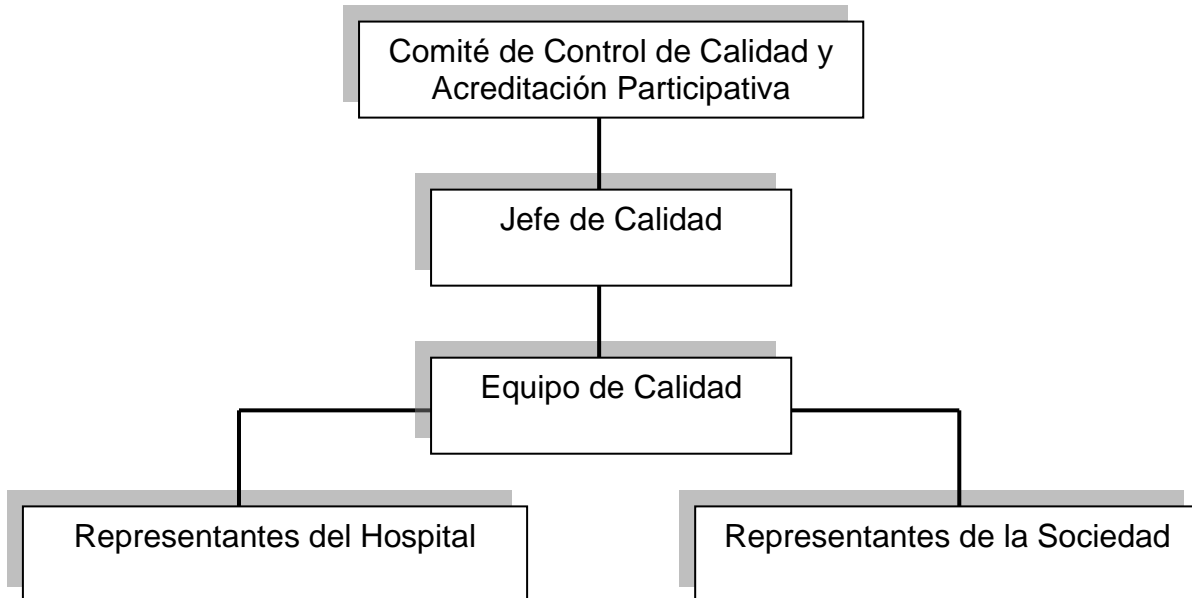 Comité de Control de Calidad y
Acreditación Participativa
Jefe de Calidad
Equipo de Calidad
Representantes del Hospital
Representantes de la Sociedad